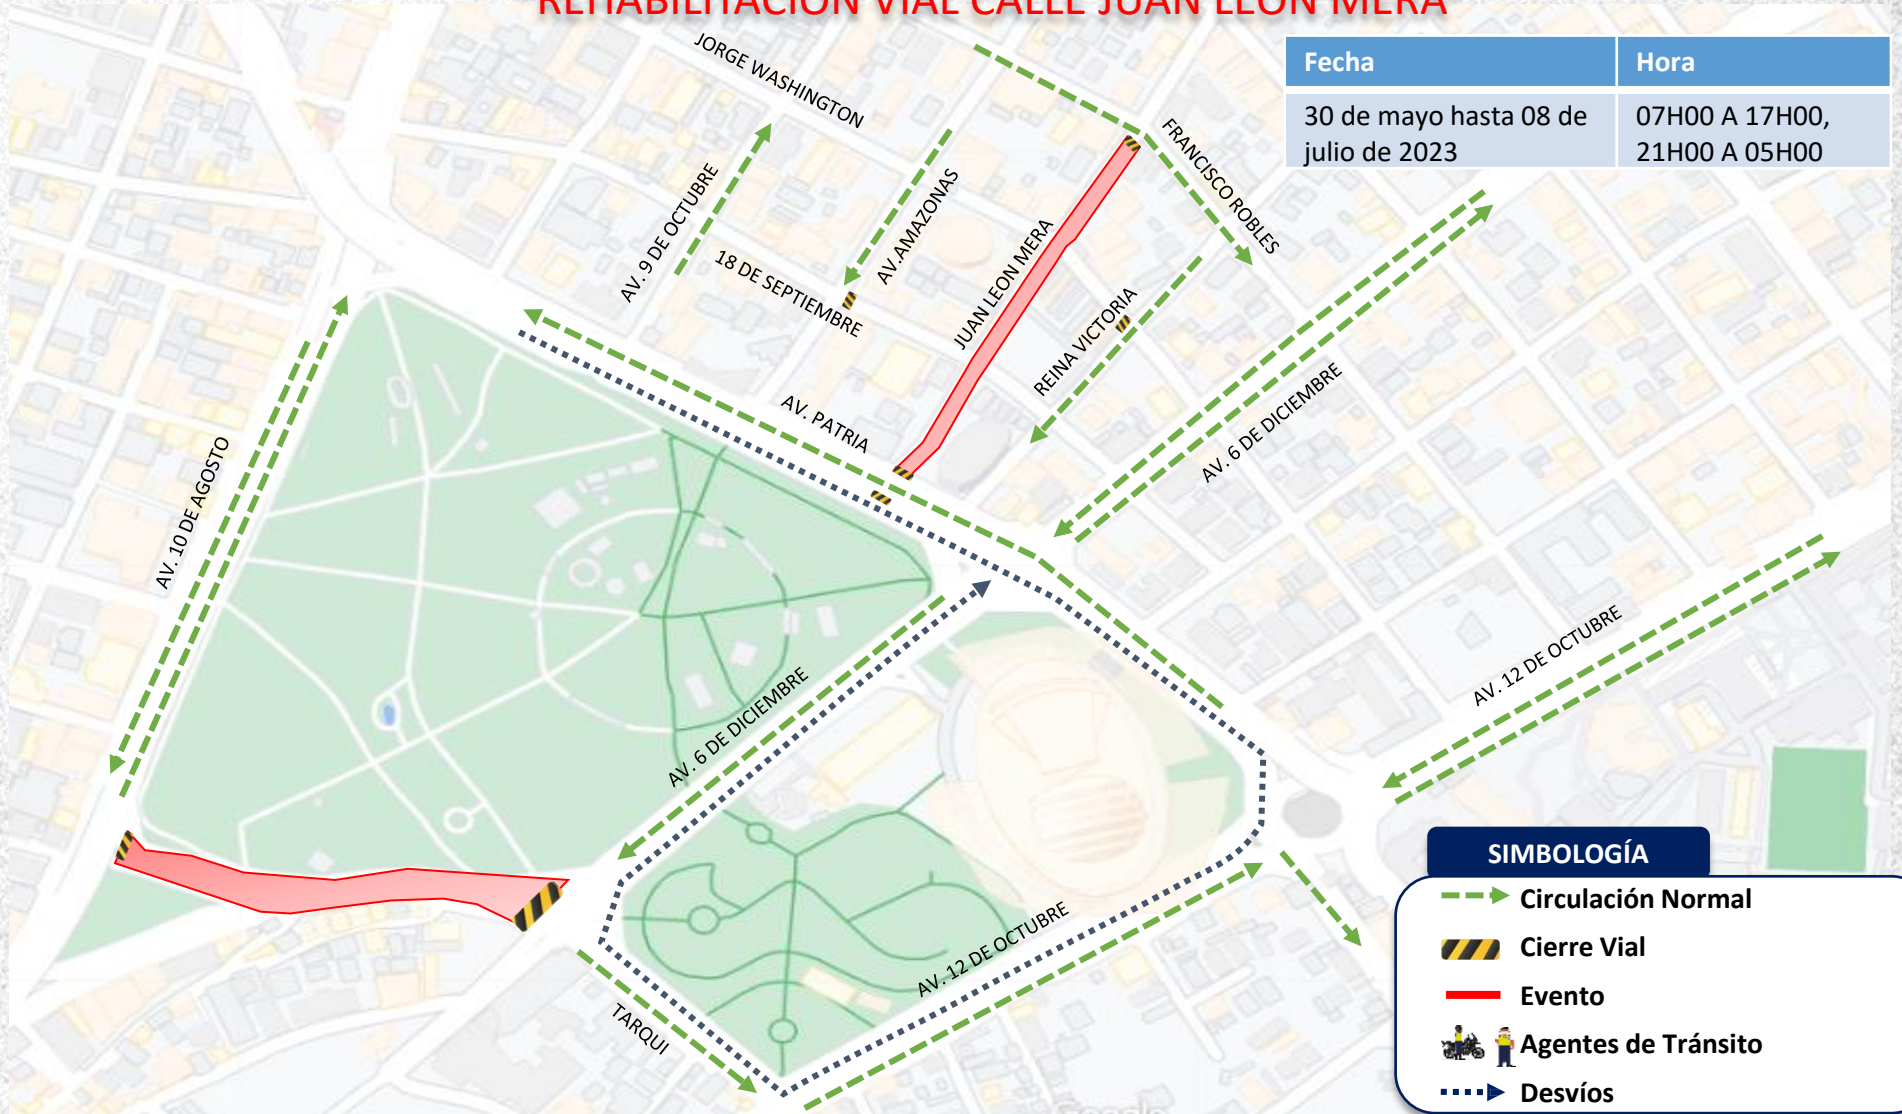 REHABILITACIÓN VIAL CALLE JUAN LEON MERA
Fecha
Hora
30 de mayo hasta 08 de
julio de 2023
07H00 A 17H00,
21H00 A 05H00
JORGE WASHINGTON
FRANCISCO ROBLES
AV. 9 DE OCTUBRE
AV.AMAZONAS
18 DE SEPTIEMBRE
JUAN LEON MERA
REINA VICTORIA
AV. PATRIA
AV. 6 DE DICIEMBRE
AV. 10 DE AGOSTO
AV. 12 DE OCTUBRE
AV. 6 DE DICIEMBRE
AV. 12 DE OCTUBRE
TARQUI
SIMBOLOGÍA
Circulación Normal
Cierre Vial
Evento
Agentes de Tránsito
Desvíos
Google